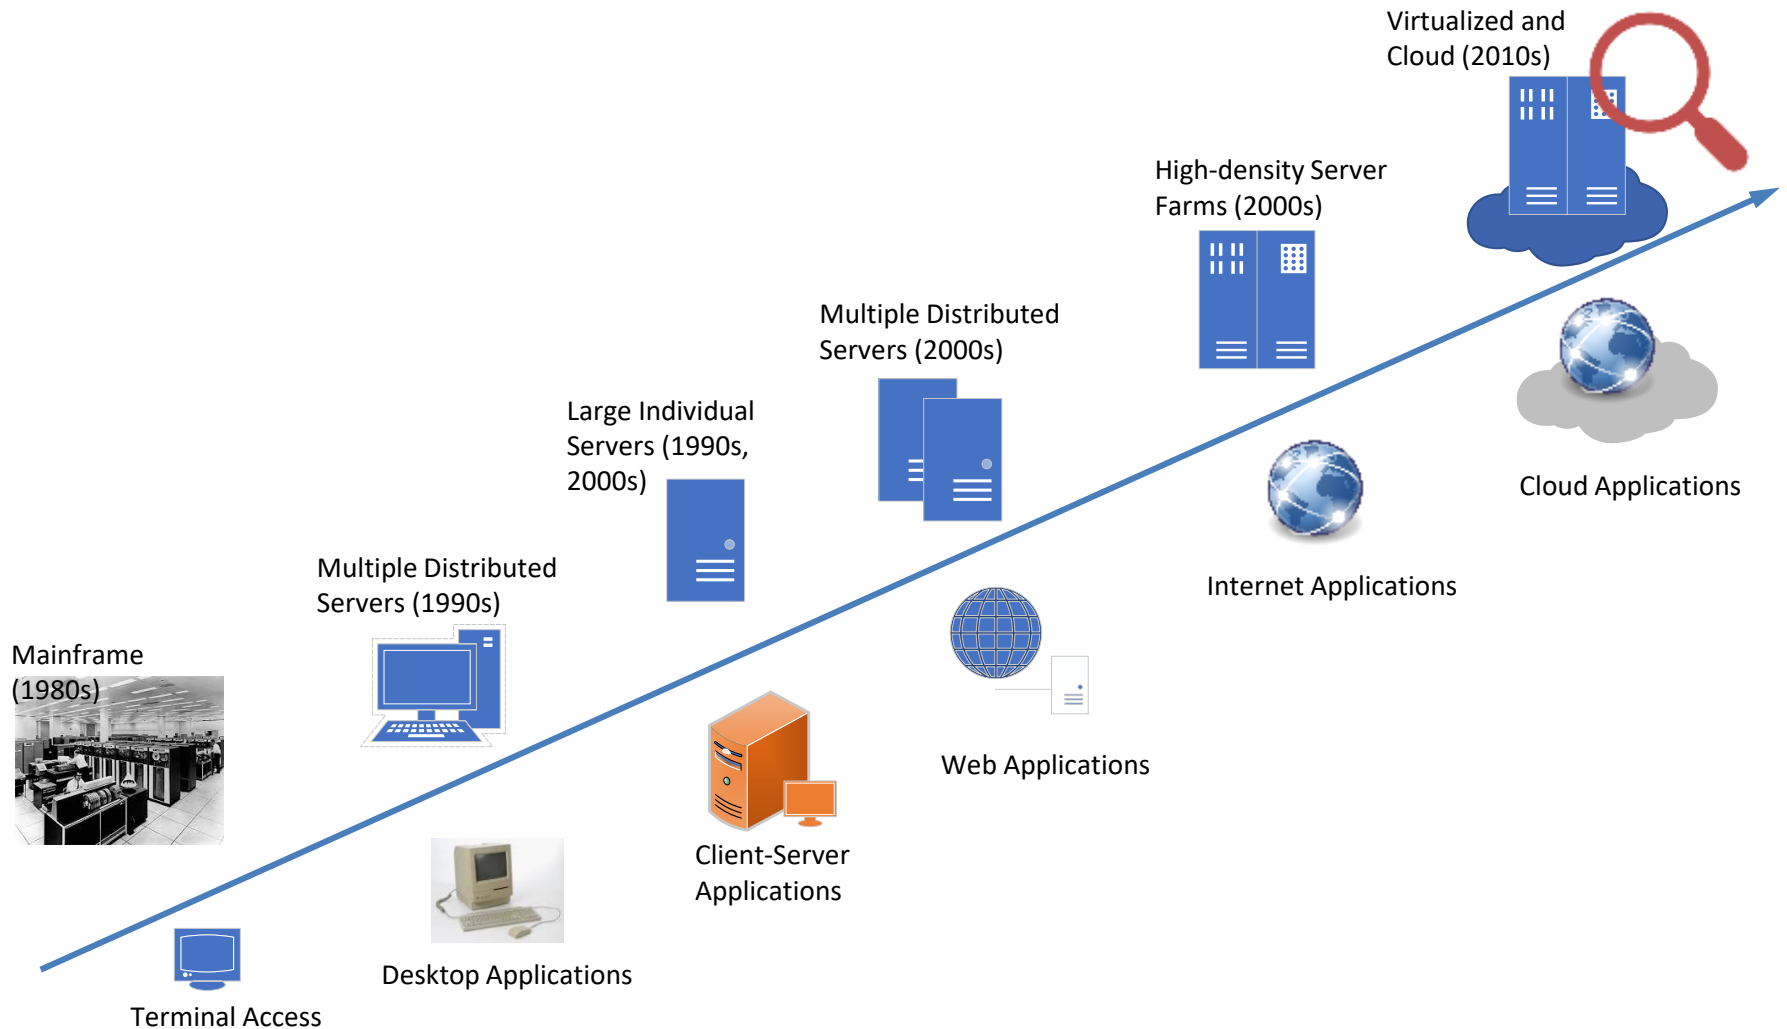 Virtualized and
Cloud (2010s)
High-density Server
Farms (2000s)
Multiple Distributed
Servers (2000s)
Large Individual
Servers (1990s,
2000s)
Multiple Distributed
Servers (1990s)
Mainframe
(1980s)
Cloud Applications
Internet Applications
Web Applications
Client-Server
Applications
Desktop Applications
Terminal Access